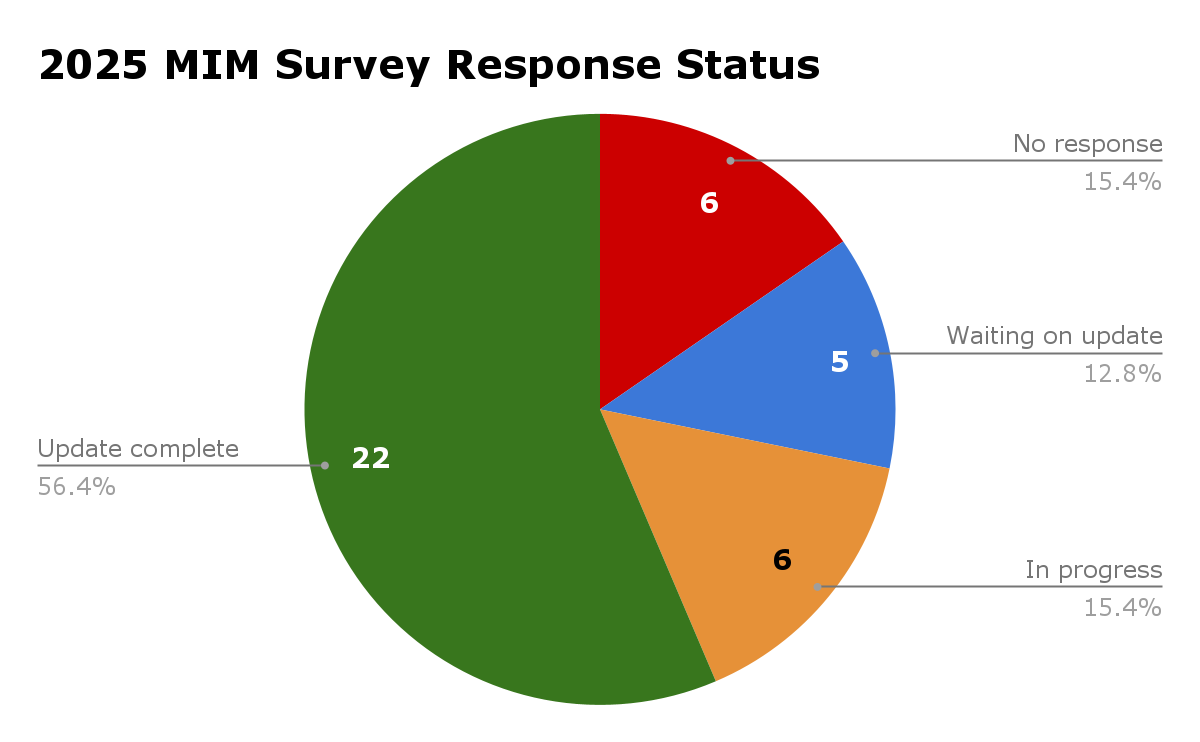 2025 MIM Survey Response Status
No response
15.4%
6
Waiting on update
12.8%
5
Update complete
56.4%
22
In progress
15.4%
6